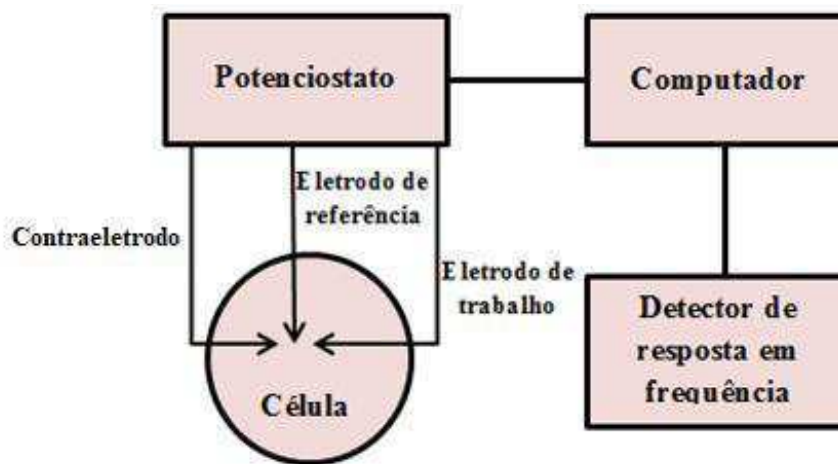 Potenciostato
Computador
Eletrodo de
referência
Contraeletrodo
Eletrodo de
trabalho
Detector de
resposta em
frequência
Célula